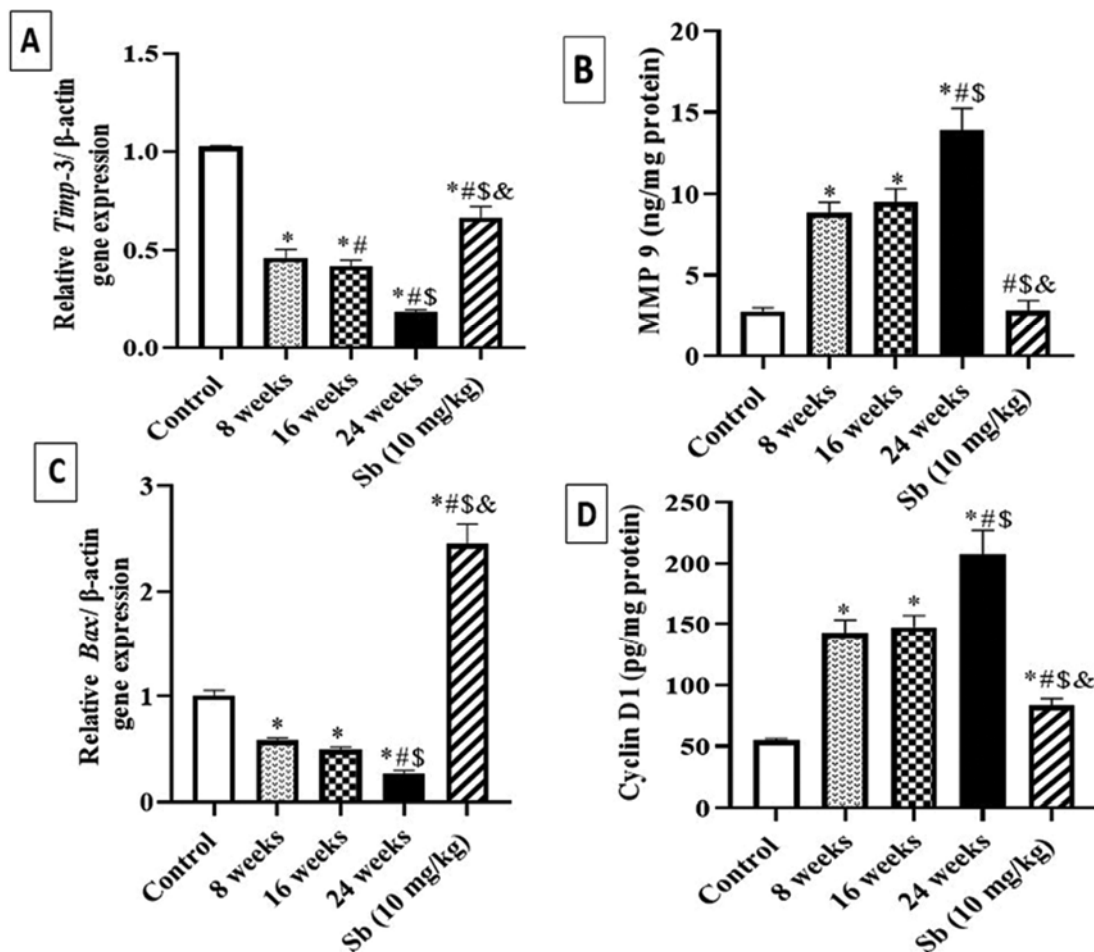 A
Relative Timp-3/ β-actin
gene expression
1.5
1.0
0.5
0.0
*
*#
*#$
*#$&
Control
8 weeks
16 weeks
24 weeks
Sb (10 mg/kg)
B
MMP 9 (ng/mg protein)
20
15
10
5
0
*
*
*#$
#$&
Control
8 weeks
16 weeks
24 weeks
Sb (10 mg/kg)
C
Relative Bax/ β-actin
gene expression
3
2
1
0
*
*
*#$
*#$&
Control
8 weeks
16 weeks
24 weeks
Sb (10 mg/kg)
D
Cyclin D1 (pg/mg protein)
250
200
150
100
50
0
*
*
*#$
*#$&
Control
8 weeks
16 weeks
24 weeks
Sb (10 mg/kg)